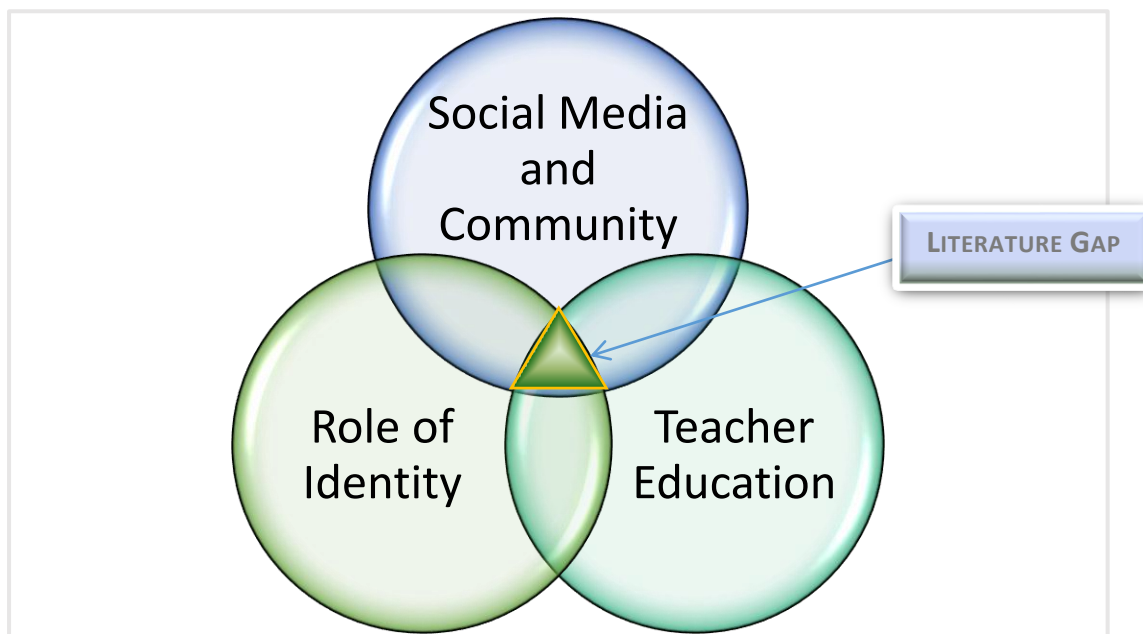 Social Media
and
Community
LITERATURE GAP
Role of
Identity
Teacher
Education